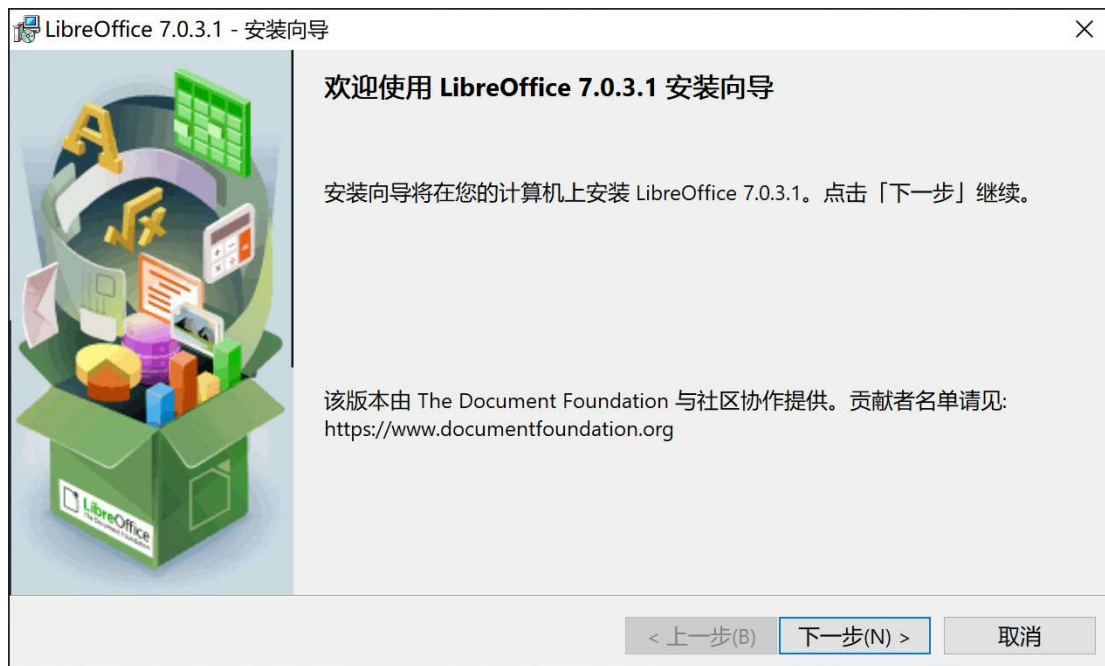 LibreOffice 7.0.3.1 - 安装向导
欢迎使用 LibreOffice 7.0.3.1 安装向导
安装向导将在您的计算机上安装 LibreOffice 7.0.3.1。点击「下一步」继续。
该版本由 The Document Foundation 与社区协作提供。贡献者名单请见:
https://www.documentfoundation.org
LibreOffice
The Document Foundation
< 上一步(B)
下一步(N) >
取消